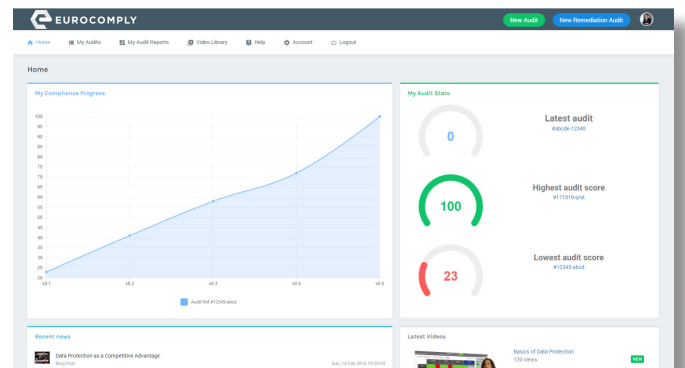 EUROCOMPLY
New Audit
New Remediation Audit
Home
My Audits
My Audit Reports
Video Library
Help
Account
Logout
Home
My Compliance Progress
100
95
90
85
80
75
70
65
60
55
50
45
40
35
30
25
20
v0.1
v0.2
v0.3
v0.4
v0.5
Audit Ref #12345-abcd
My Audit Stats
0
Latest audit
#abcde-12345
100
Highest audit score
#171819-qrst
23
Lowest audit score
#12345-abcd
Recent news
Data Protection as a Competitive Advantage
Blog Post
Latest Videos
Basics of Data Protection
120 views
NEW